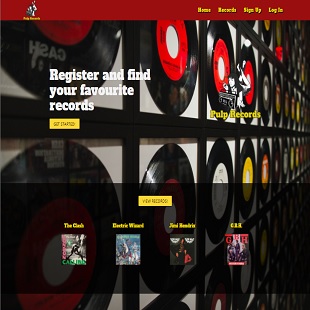 Pulp Records
Home Records Sign Up Log In
Register and find
your favourite
records
GET STARTED
Pulp Records
VIEW RECORDS
The Clash Electric Wizard Jimi Hendrix G.B.H
CASH